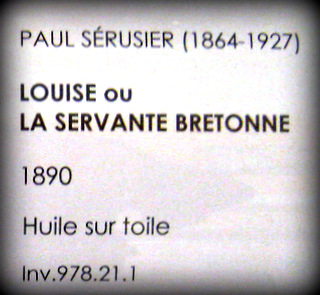 PAUL SÉRUSIER (1864-1927)
LOUISE ou
LA SERVANTE BRETONNE
1890
Huile sur toile
Inv.978.21.1